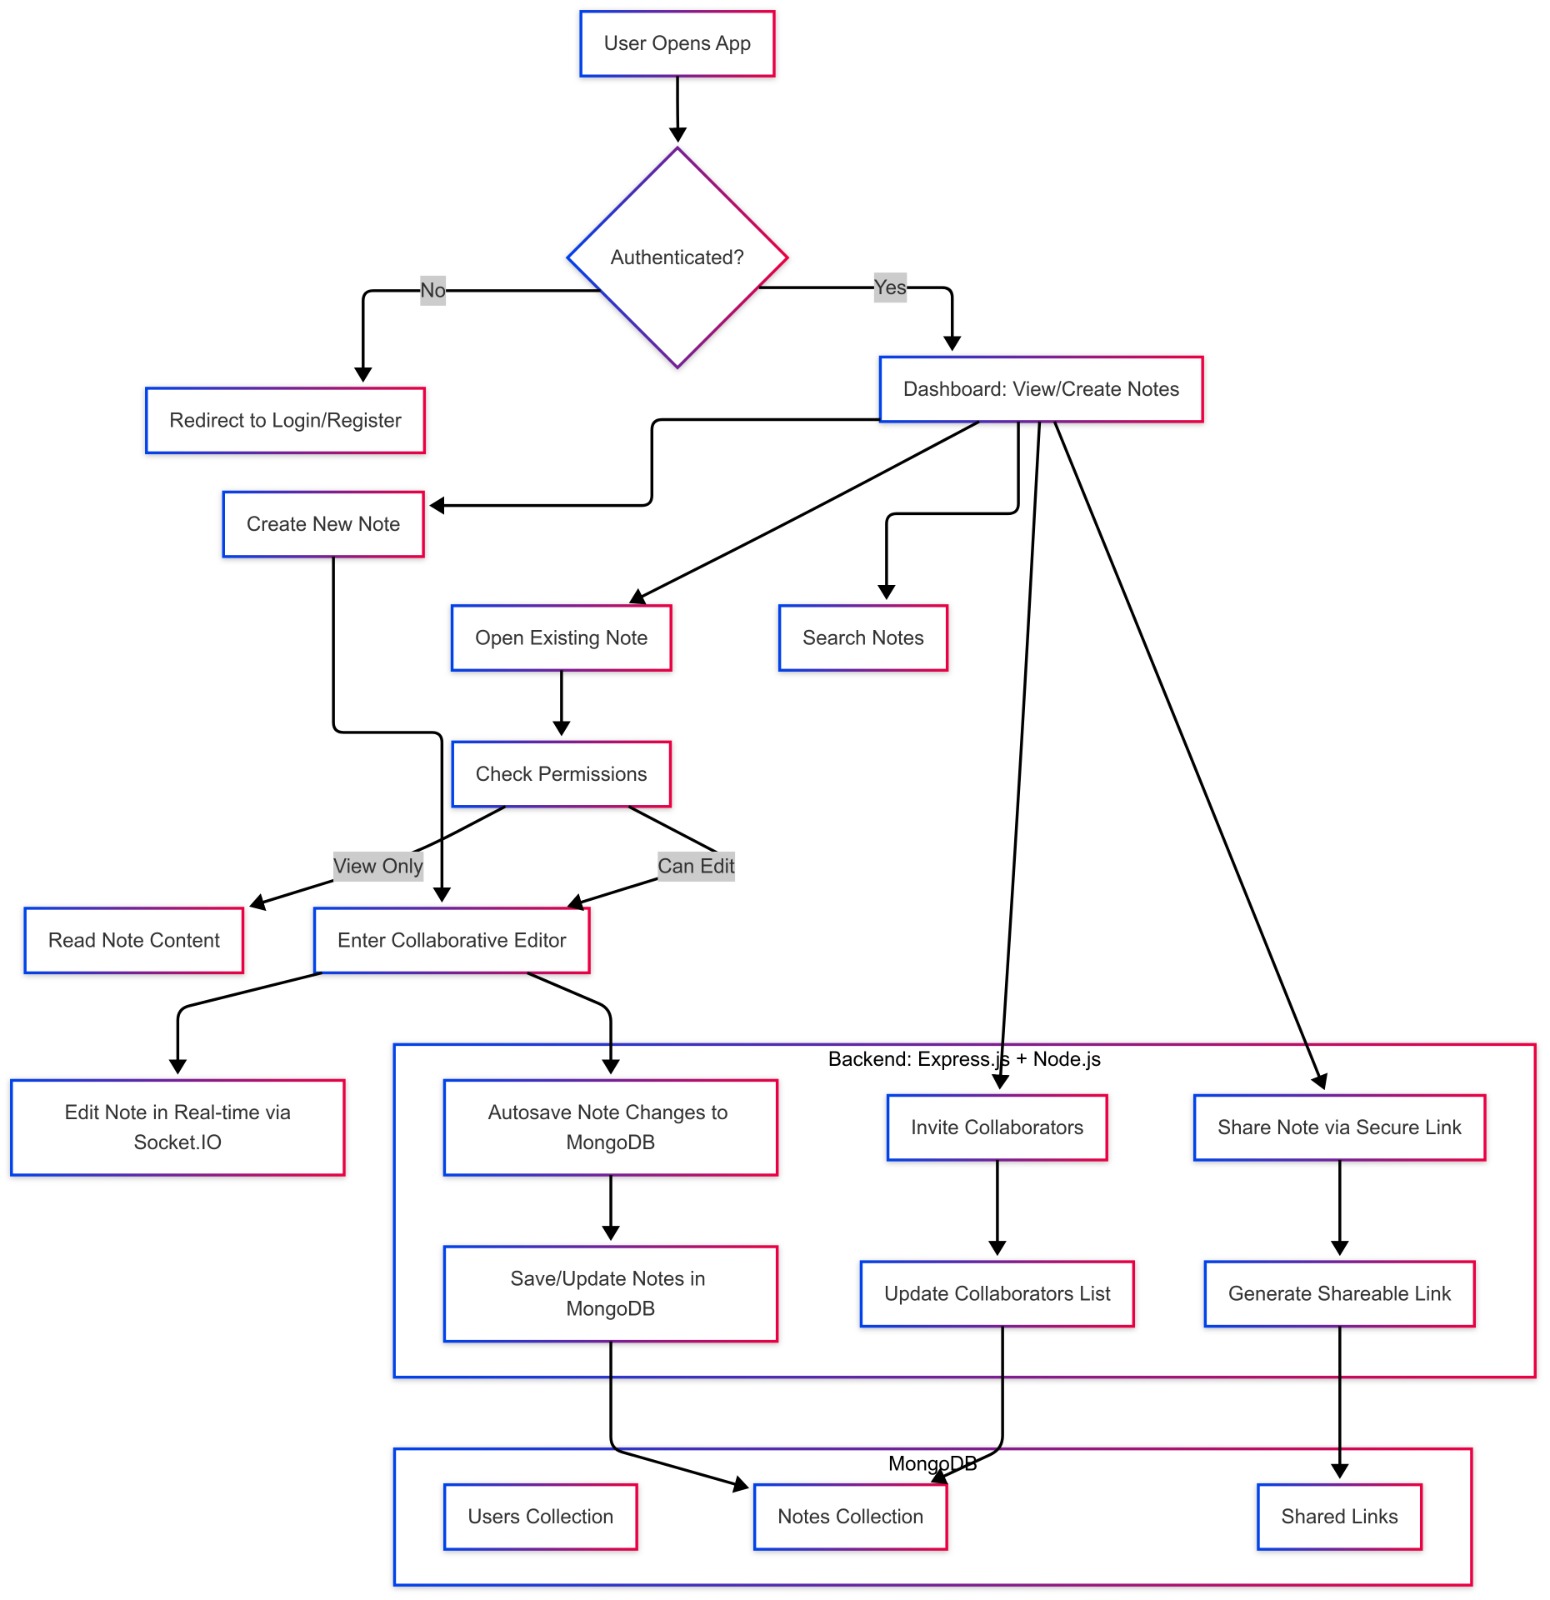 User Opens App
Authenticated?
No
Yes
Dashboard: View/Create Notes
Redirect to Login/Register
Create New Note
Open Existing Note
Search Notes
Check Permissions
View Only
Can Edit
Read Note Content
Enter Collaborative Editor
Backend: Express.js + Node.js
Edit Note in Real-time via
Socket.IO
Autosave Note Changes to
MongoDB
Invite Collaborators
Share Note via Secure Link
Save/Update Notes in
MongoDB
Update Collaborators List
Generate Shareable Link
MongoDB
Users Collection
Notes Collection
Shared Links